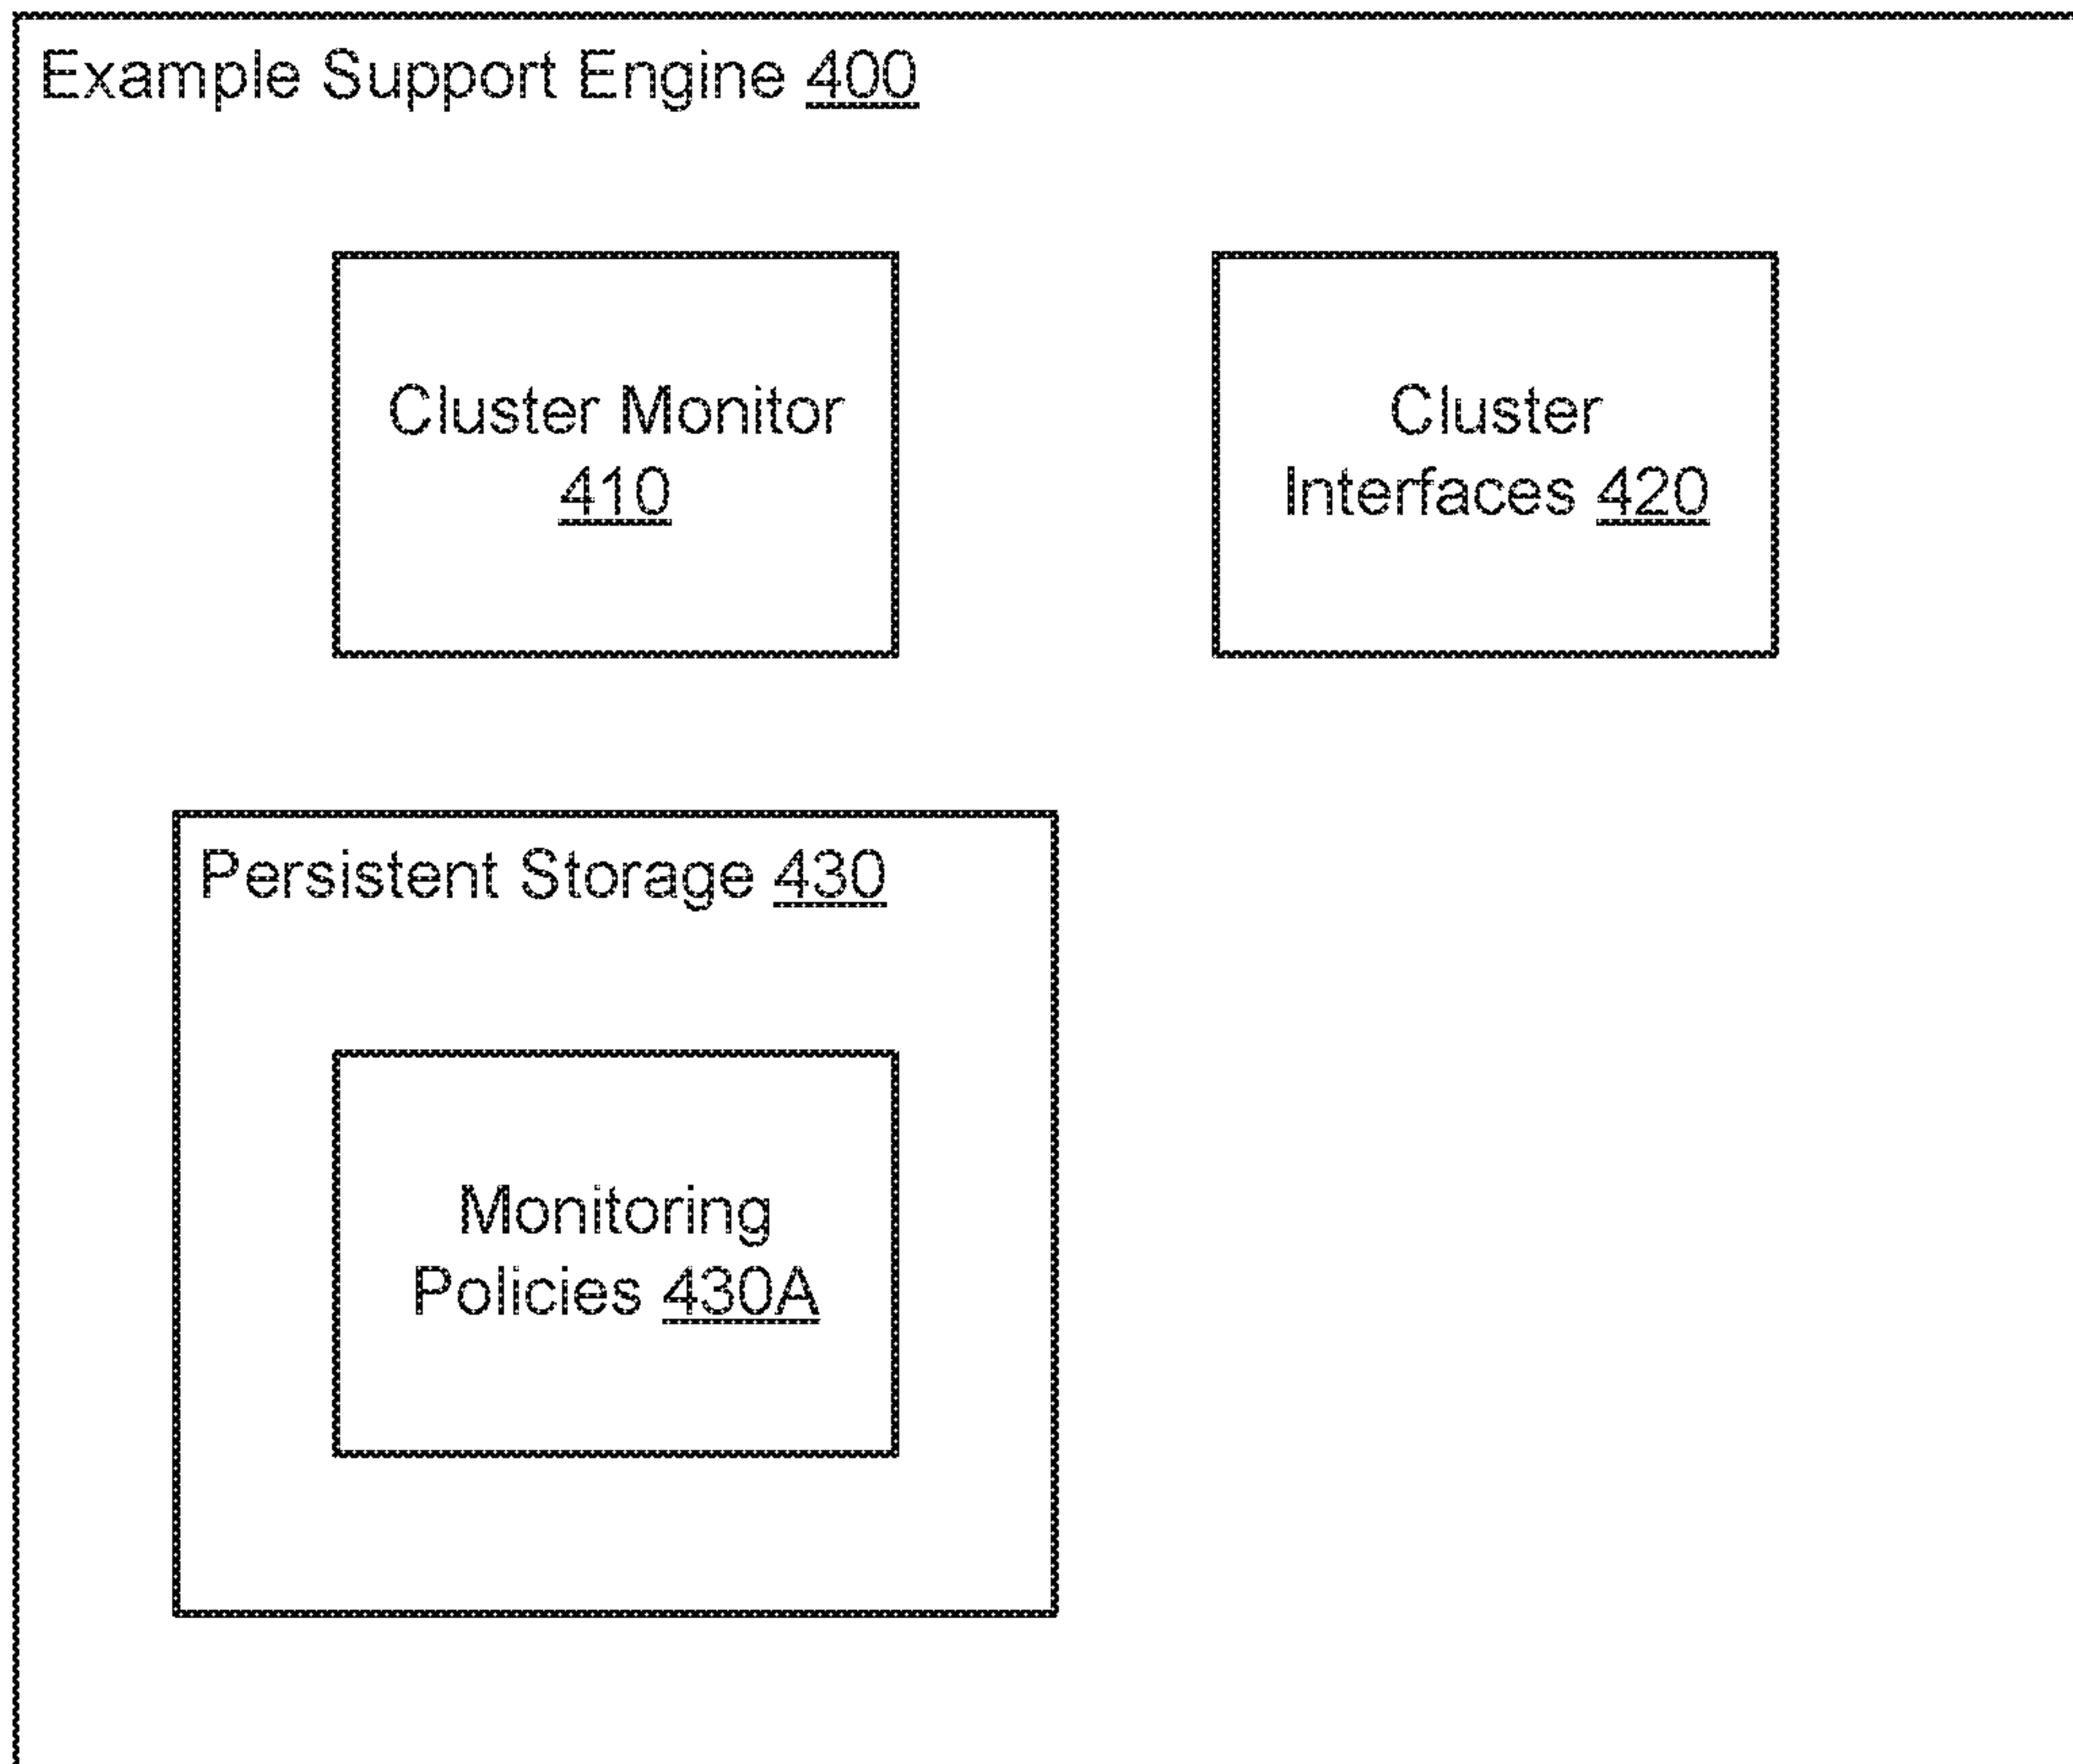 Example Support Engine 400
Cluster Monitor
410
Cluster
Interfaces 420
Persistent Storage 430
Monitoring
Policies 430A